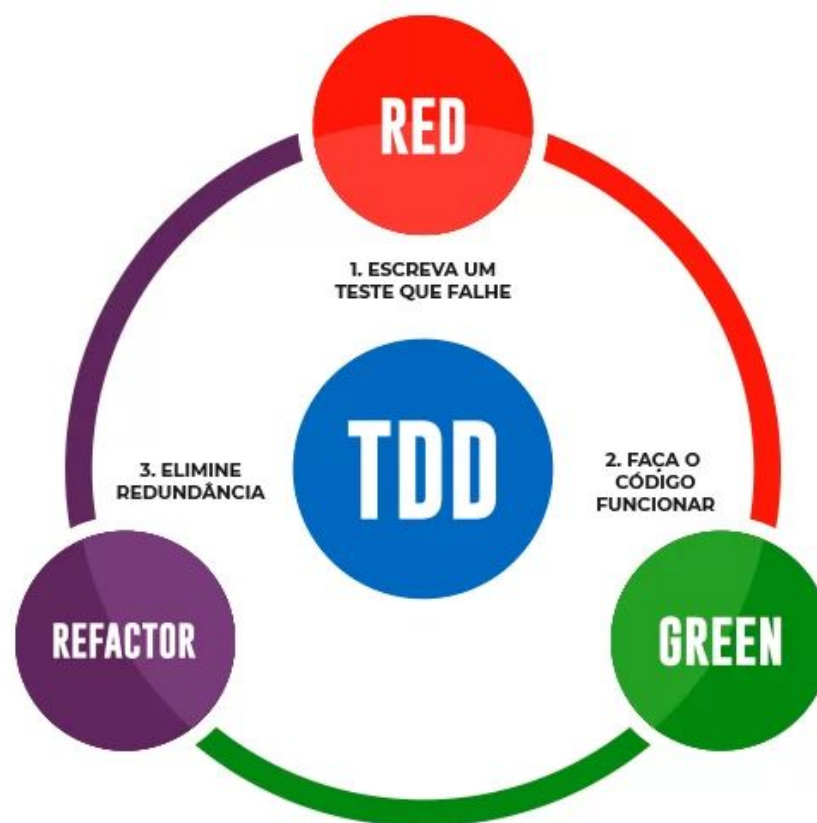 RED
1. ESCREVA UM
TESTE QUE FALHE
TDD
3. ELIMINE
REDUNDÂNCIA
2. FAÇA O
CÓDIGO
FUNCIONAR
REFACTOR
GREEN